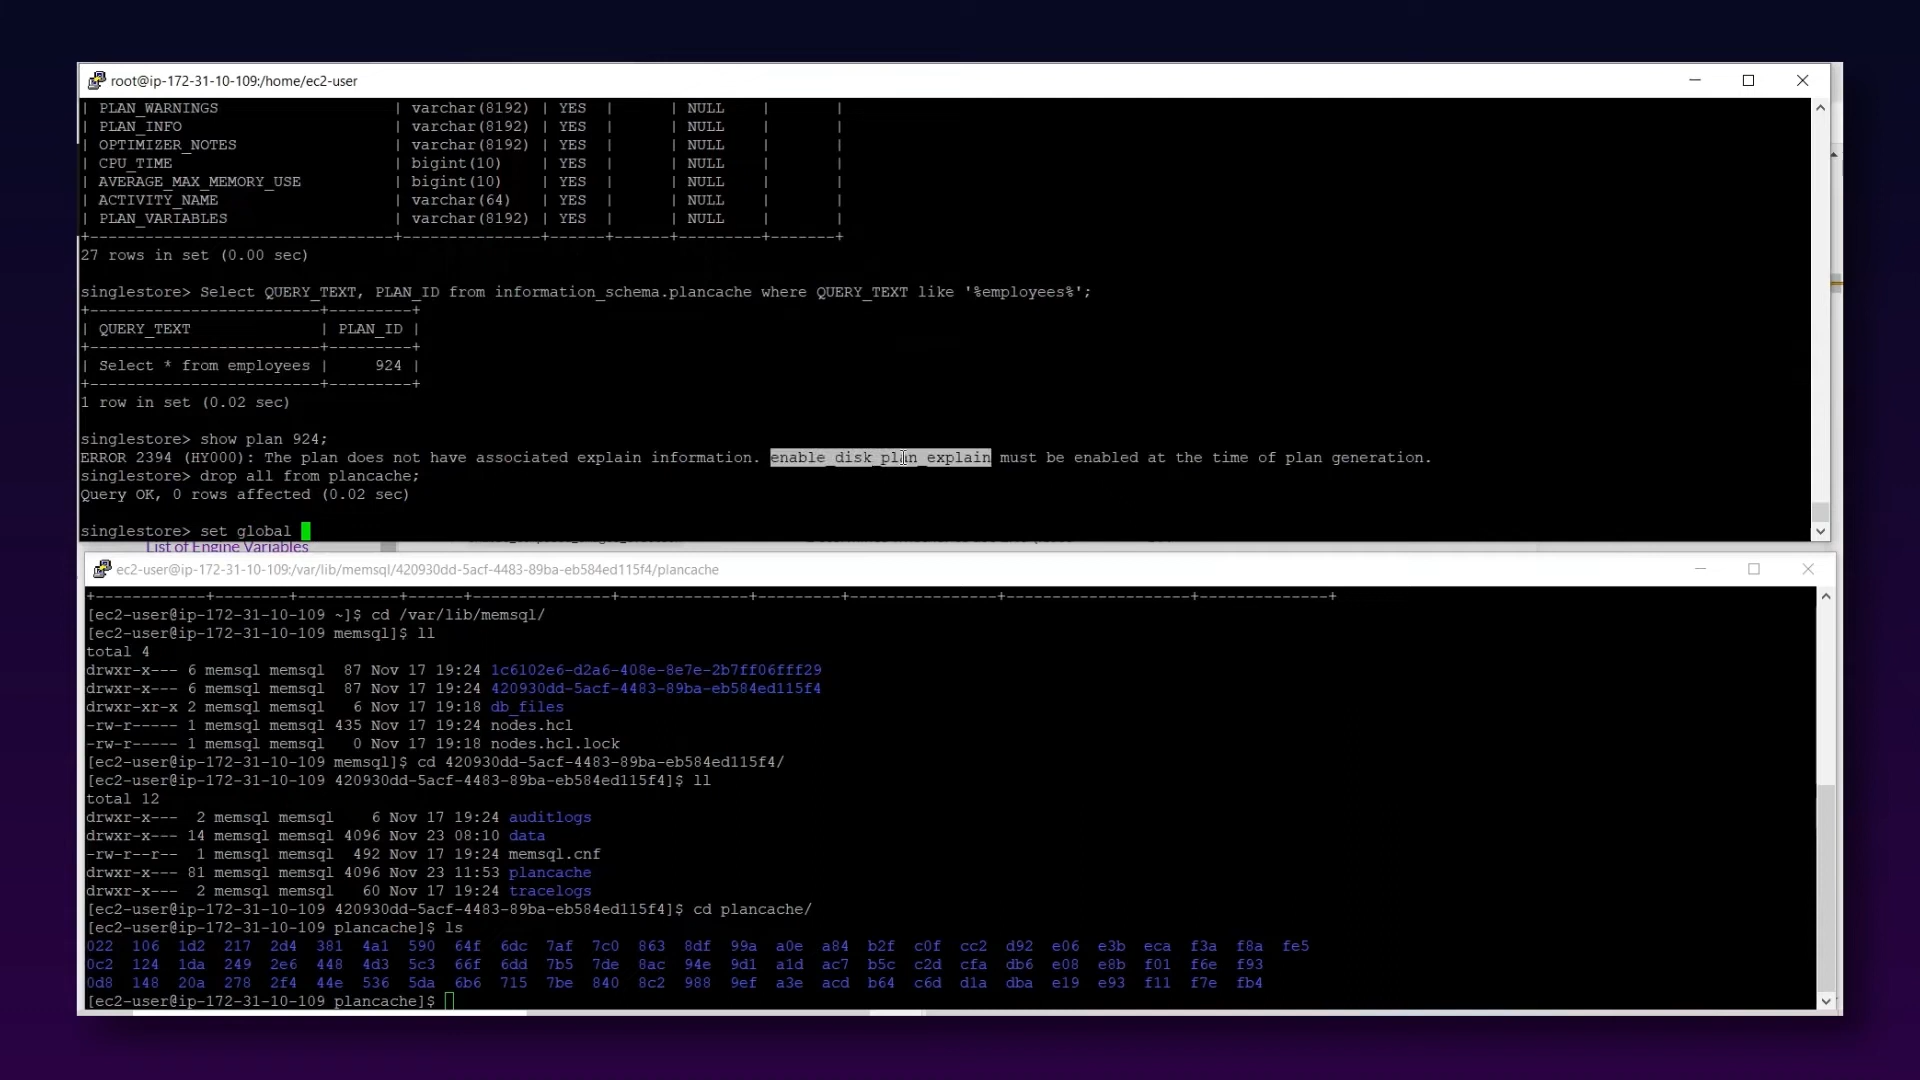 root@ip-172-31-10-109:/home/ec2-user
| PLAN_WARNINGS | varchar(8192) | YES | | NULL | |
| PLAN_INFO | varchar(8192) | YES | | NULL | |
| OPTIMIZER_NOTES | varchar(8192) | YES | | NULL | |
| CPU_TIME | bigint(10) | YES | | NULL | |
| AVERAGE_MAX_MEMORY_USE | bigint(10) | YES | | NULL | |
| ACTIVITY_NAME | varchar(64) | YES | | NULL | |
| PLAN_VARIABLES | varchar(8192) | YES | | NULL | |
27 rows in set (0.00 sec)
singlestore> Select QUERY_TEXT, PLAN_ID from information_schema.plancache where QUERY_TEXT like '%employees%';
| QUERY_TEXT | PLAN_ID |
| Select * from employees | 924 |
1 row in set (0.02 sec)
singlestore> show plan 924;
ERROR 2394 (HY000): The plan does not have associated explain information. enable_disk_plan_explain must be enabled at the time of plan generation.
singlestore> drop all from plancache;
Query OK, 0 rows affected (0.02 sec)
singlestore> set global
List of Engine Variables
ec2-user@ip-172-31-10-109:/var/lib/memsql/420930dd-5acf-4483-89ba-eb584ed115f4/plancache
[ec2-user@ip-172-31-10-109 ~]$ cd /var/lib/memsql/
[ec2-user@ip-172-31-10-109 memsql]$ ll
total 4
drwxr-x--- 6 memsql memsql 87 Nov 17 19:24 1c6102e6-d2a6-408e-8e7e-2b7ff06fff29
drwxr-x--- 6 memsql memsql 87 Nov 17 19:24 420930dd-5acf-4483-89ba-eb584ed115f4
drwxr-xr-x 2 memsql memsql 6 Nov 17 19:18 db_files
-rw-r----- 1 memsql memsql 435 Nov 17 19:24 nodes.hcl
-rw-r----- 1 memsql memsql 0 Nov 17 19:18 nodes.hcl.lock
[ec2-user@ip-172-31-10-109 memsql]$ cd 420930dd-5acf-4483-89ba-eb584ed115f4/
[ec2-user@ip-172-31-10-109 420930dd-5acf-4483-89ba-eb584ed115f4]$ ll
total 12
drwxr-x--- 2 memsql memsql 6 Nov 17 19:24 auditlogs
drwxr-x--- 14 memsql memsql 4096 Nov 23 08:10 data
-rw-r--r-- 1 memsql memsql 492 Nov 17 19:24 memsql.cnf
drwxr-x--- 81 memsql memsql 4096 Nov 23 11:53 plancache
drwxr-x--- 2 memsql memsql 60 Nov 17 19:24 tracelogs
[ec2-user@ip-172-31-10-109 420930dd-5acf-4483-89ba-eb584ed115f4]$ cd plancache/
[ec2-user@ip-172-31-10-109 plancache]$ ls
022 106 1d2 217 2d4 381 4a1 590 64f 6dc 7af 7c0 863 8df 99a a0e a84 b2f c0f cc2 d92 e06 e3b eca f3a f8a fe5
0c2 124 1da 249 2e6 448 4d3 5c3 66f 6dd 7b5 7de 8ac 94e 9d1 a1d ac7 b5c c2d cfa db6 e08 e8b f01 f6e f93
0d8 148 20a 278 2f4 44e 536 5da 6b6 715 7be 840 8c2 988 9ef a3e acd b64 c6d d1a dba e19 e93 f11 f7e fb4
[ec2-user@ip-172-31-10-109 plancache]$